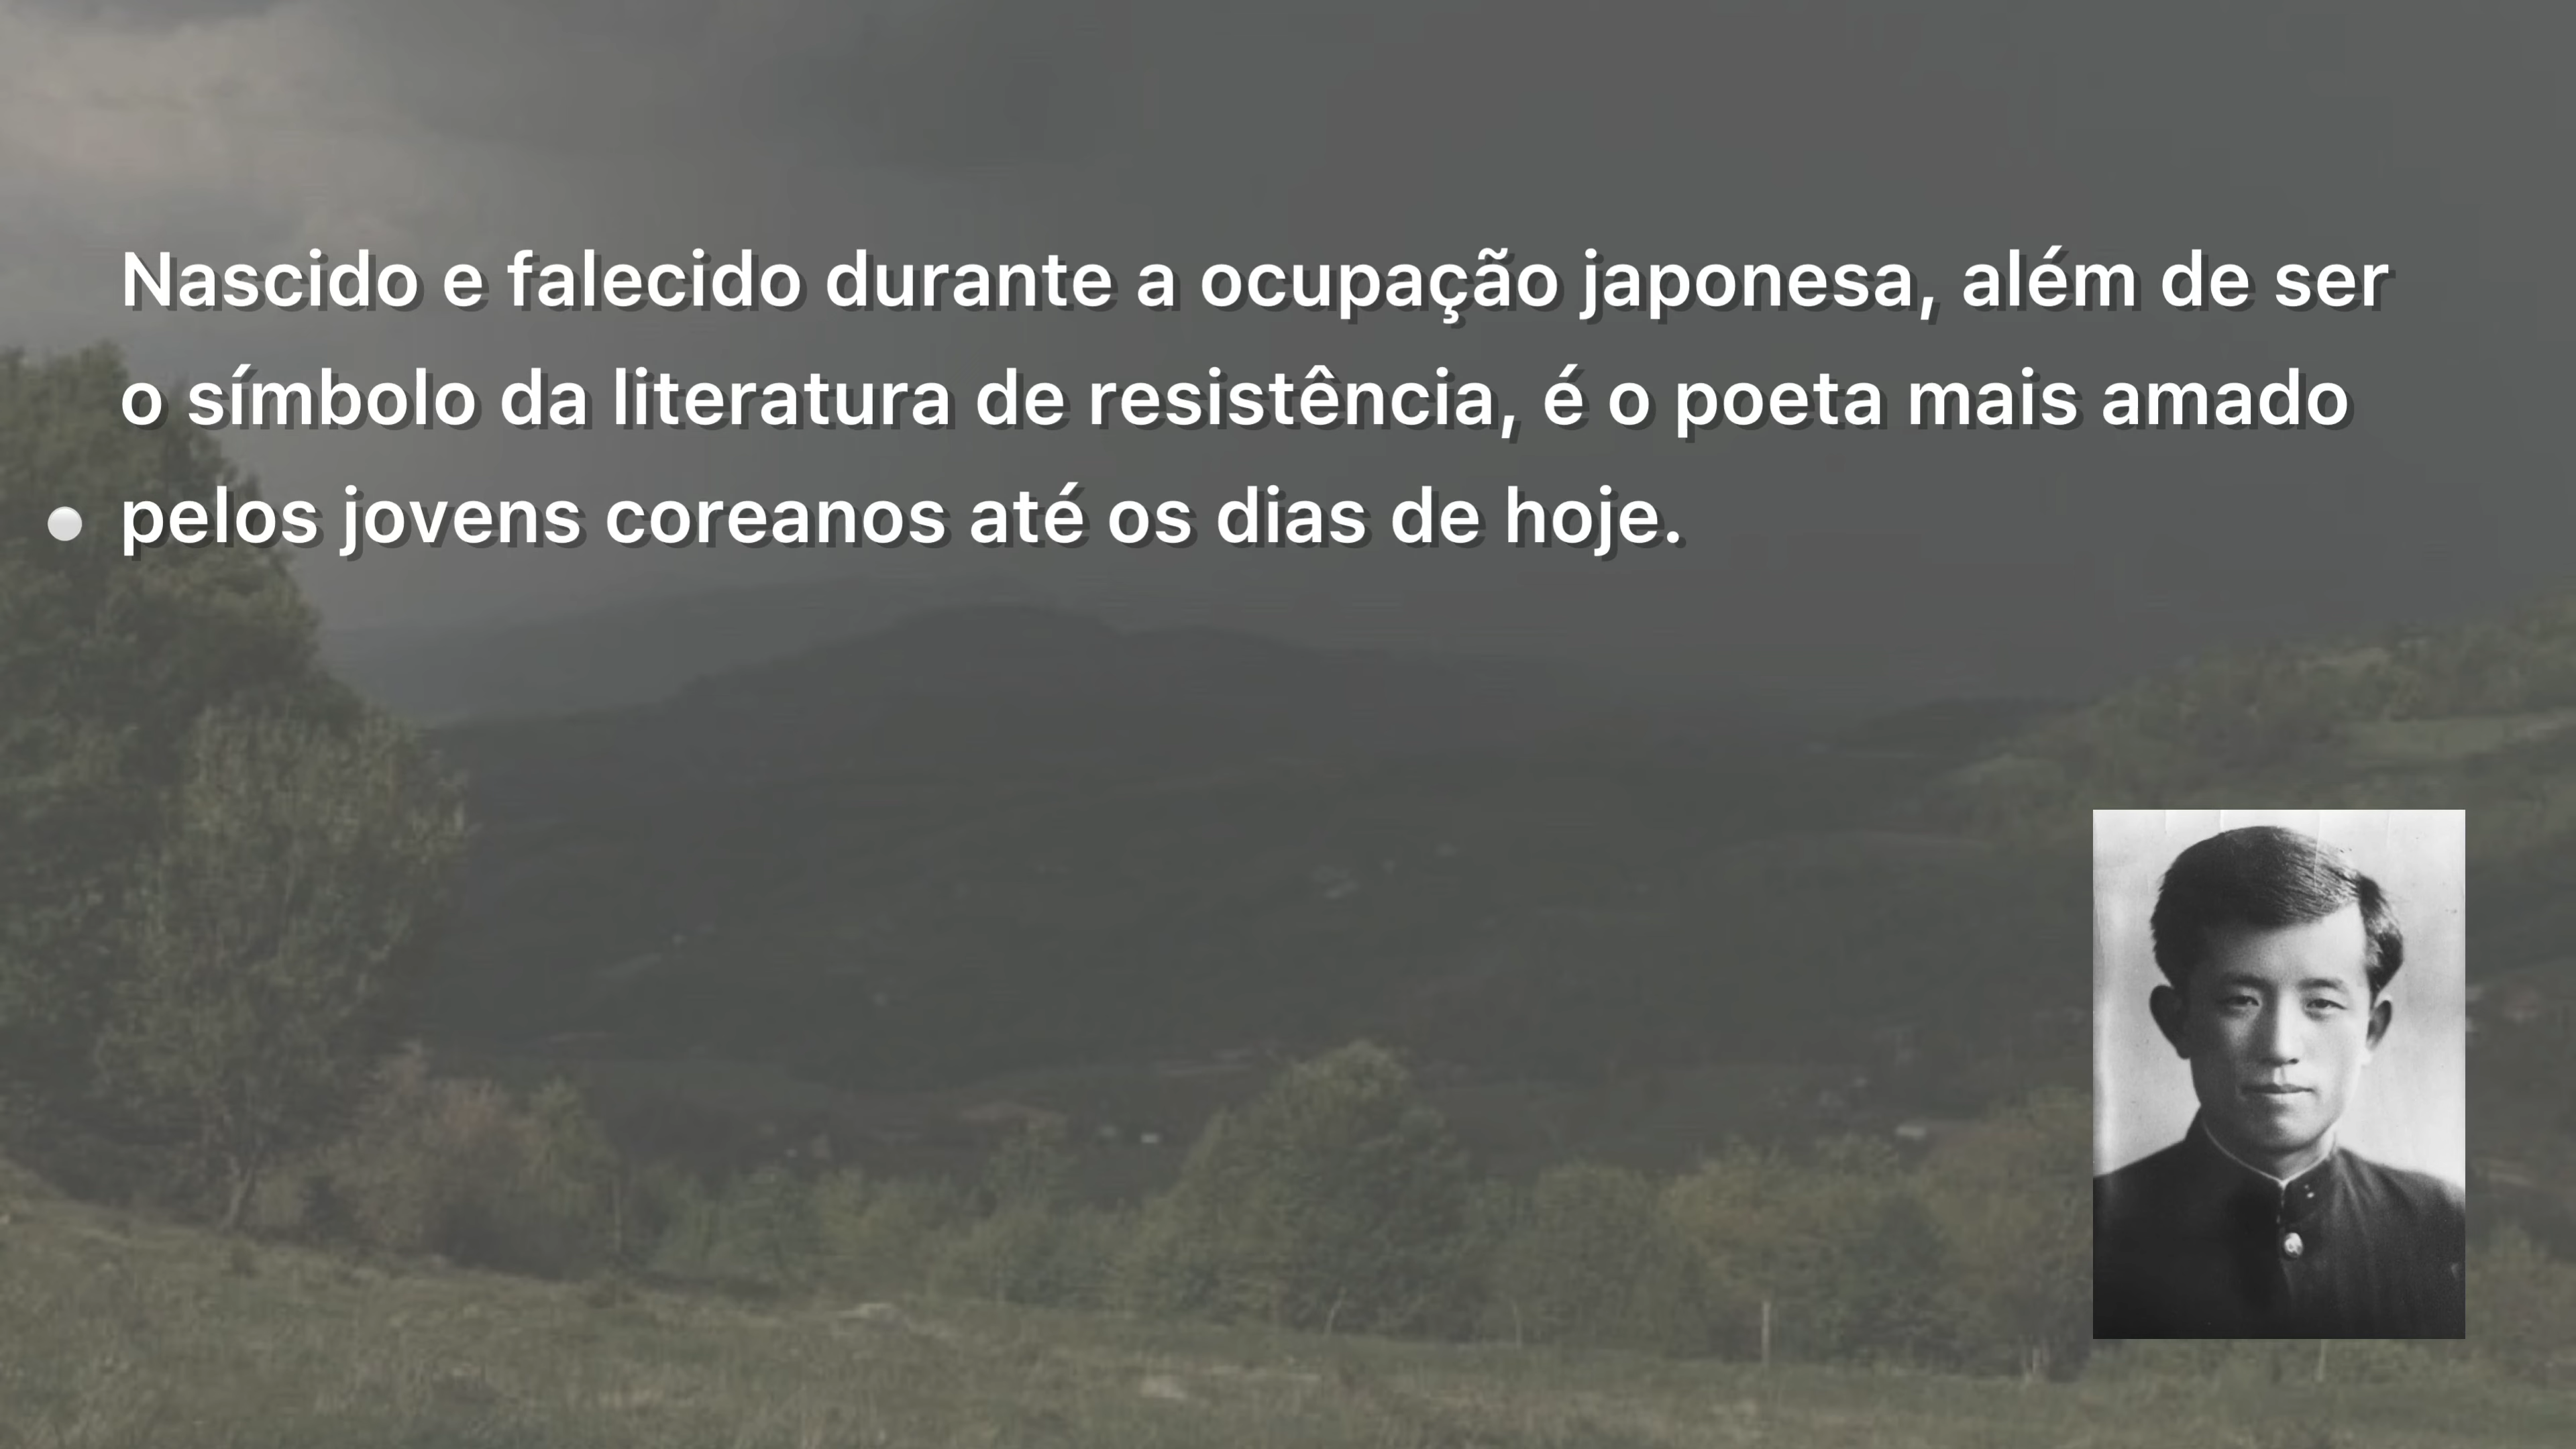 Nascido e falecido durante a ocupação japonesa, além de ser
o símbolo da literatura de resistência, é o poeta mais amado
pelos jovens coreanos até os dias de hoje.